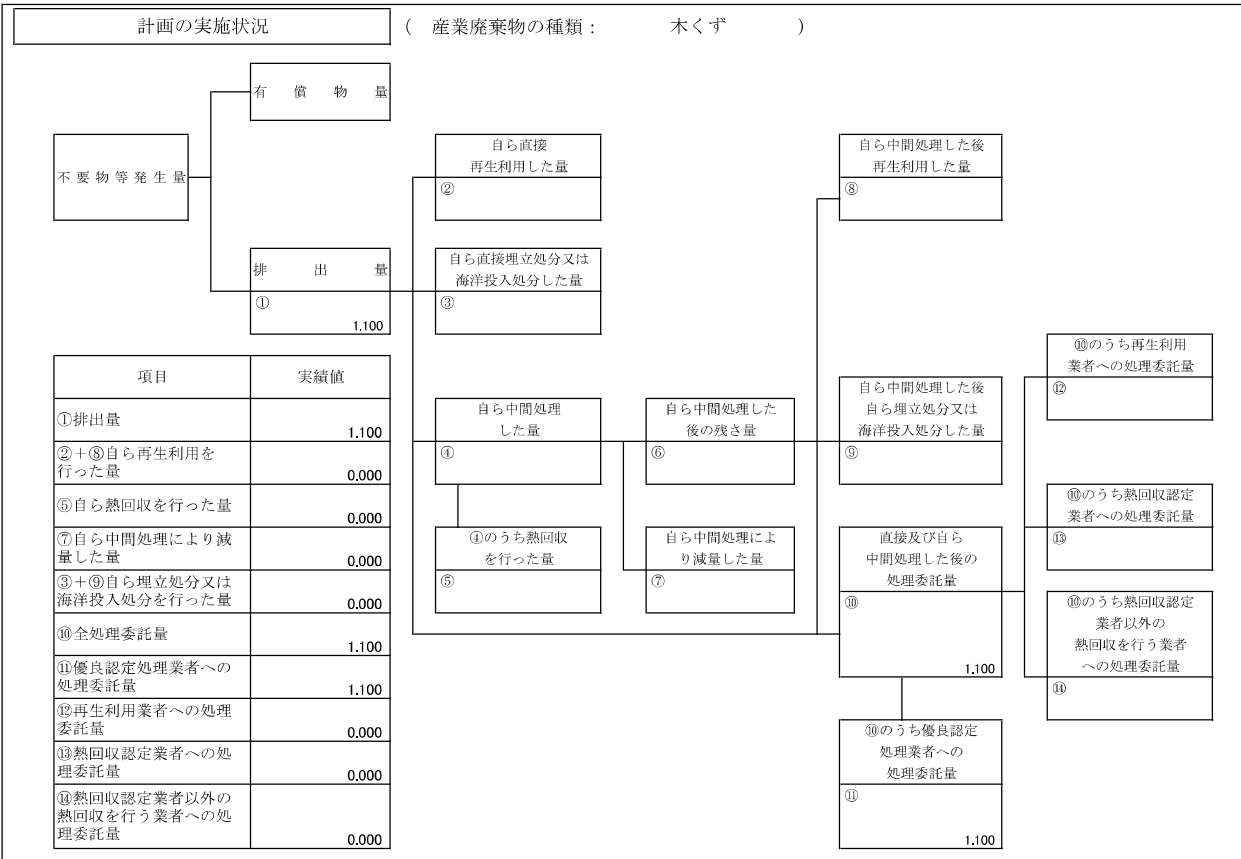 計画の実施状況
( 産業廃棄物の種類： 木くず )
有償物量
不要物等発生量
排出量
①
1.100
自ら直接
再生利用した量
②
自ら直接埋立処分又は
海洋投入処分した量
③
自ら中間処理した後
再生利用した量
⑧
項目 実績値
①排出量
1.100
②＋⑧自ら再生利用を
行った量
0.000
⑤自ら熱回収を行った量
0.000
⑦自ら中間処理により減
量した量
0.000
③＋⑨自ら埋立処分又は
海洋投入処分を行った量
0.000
⑩全処理委託量
1.100
⑪優良認定処理業者への
処理委託量
1.100
⑫再生利用業者への処理
委託量
0.000
⑬熱回収認定業者への処
理委託量
0.000
⑭熱回収認定業者以外の
熱回収を行う業者への処
理委託量
0.000
自ら中間処理
した量
④
④のうち熱回収
を行った量
⑤
自ら中間処理した
後の残さ量
⑥
自ら中間処理によ
り減量した量
⑦
自ら中間処理した後
自ら埋立処分又は
海洋投入処分した量
⑨
直接及び自ら
中間処理した後の
処理委託量
⑩
1.100
⑩のうち優良認定
処理業者への
処理委託量
⑪
1.100
⑩のうち再生利用
業者への処理委託量
⑫
⑩のうち熱回収認定
業者への処理委託量
⑬
⑩のうち熱回収認定
業者以外の
熱回収を行う業者
への処理委託量
⑭